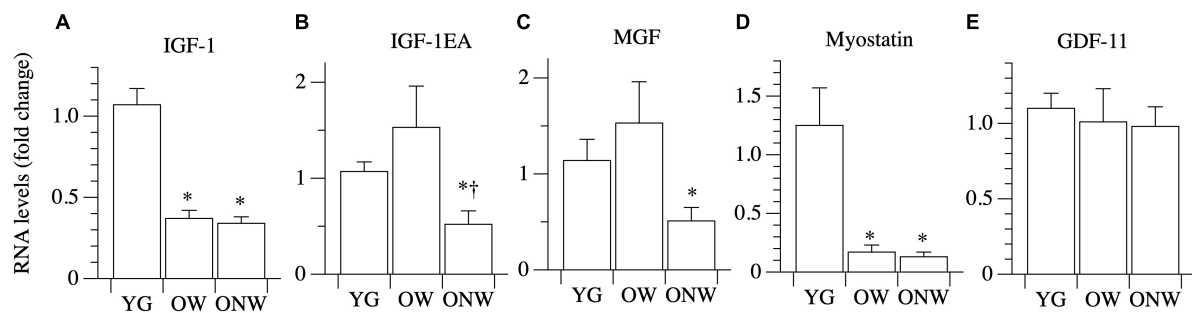 A B C D E
IGF-1 IGF-1EA MGF Myostatin GDF-11
RNA levels (fold change)
1.0
0.5
0
YG OW ONW
2
1
0
*†
YG OW ONW
2
1
0
*
YG OW ONW
1.5
1.0
0.5
0
* *
YG OW ONW
1.0
0.5
0
YG OW ONW
* *